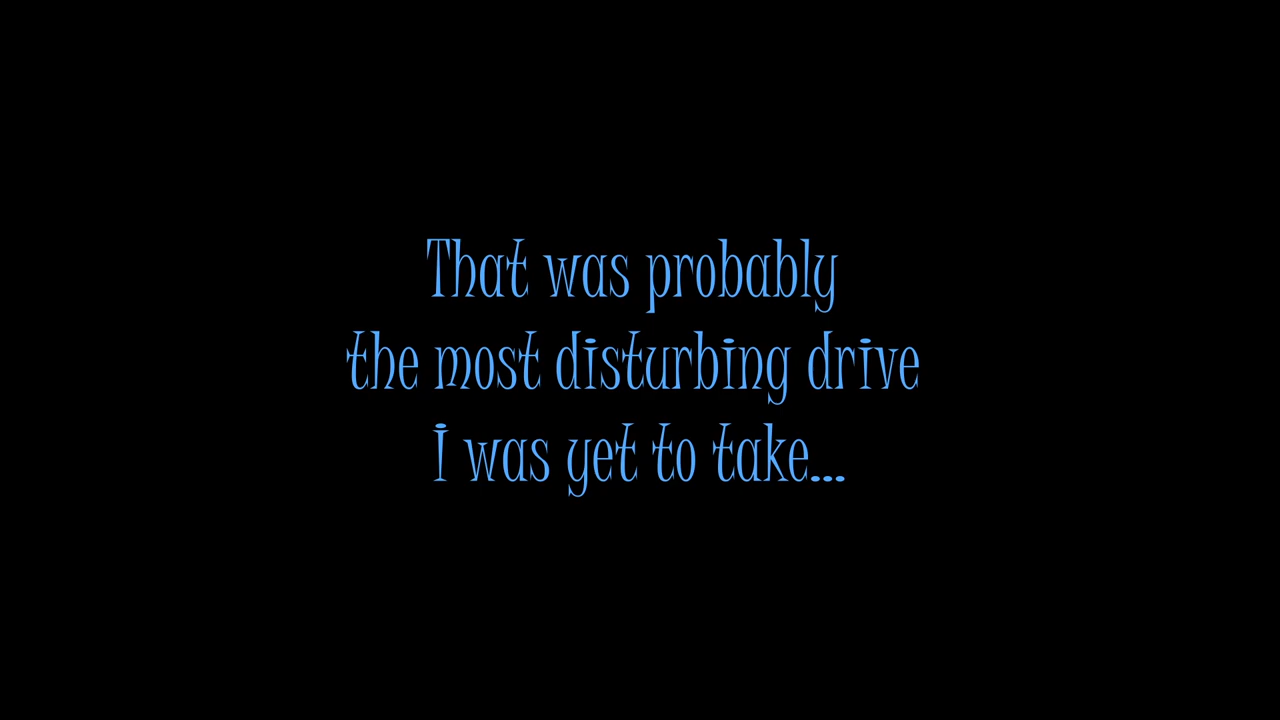 That was probably
the most disturbing drive
I was yet to take...